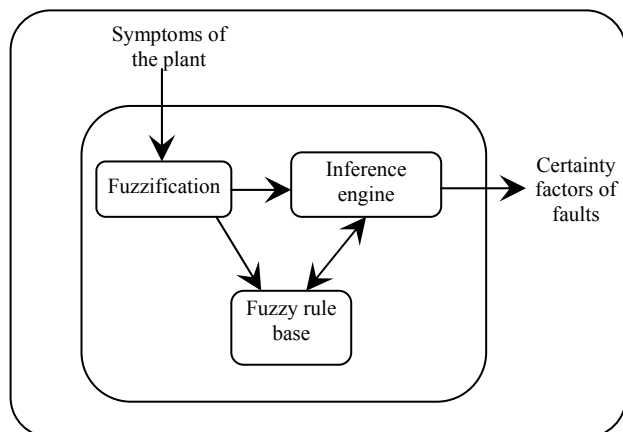 Symptoms of
the plant
Fuzzification
Inference
engine
Certainty
factors of
faults
Fuzzy rule
base